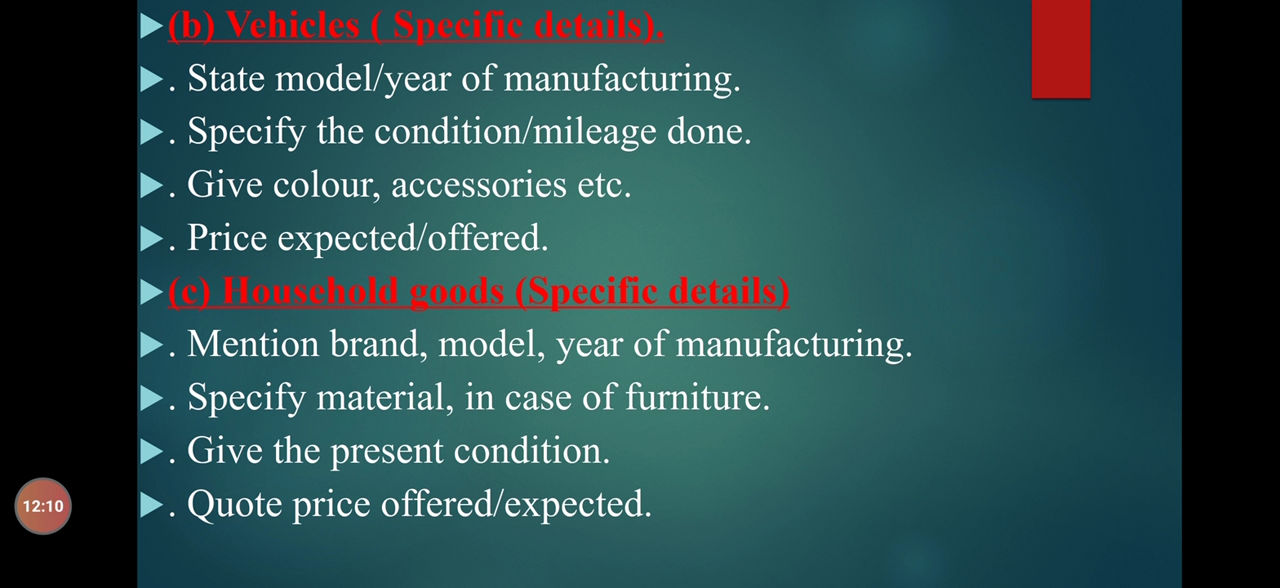 (b) Vehicles ( Specific details).
. State model/year of manufacturing.
. Specify the condition/mileage done.
. Give colour, accessories etc.
. Price expected/offered.
(c) Household goods (Specific details)
. Mention brand, model, year of manufacturing.
. Specify material, in case of furniture.
. Give the present condition.
. Quote price offered/expected.
12:10